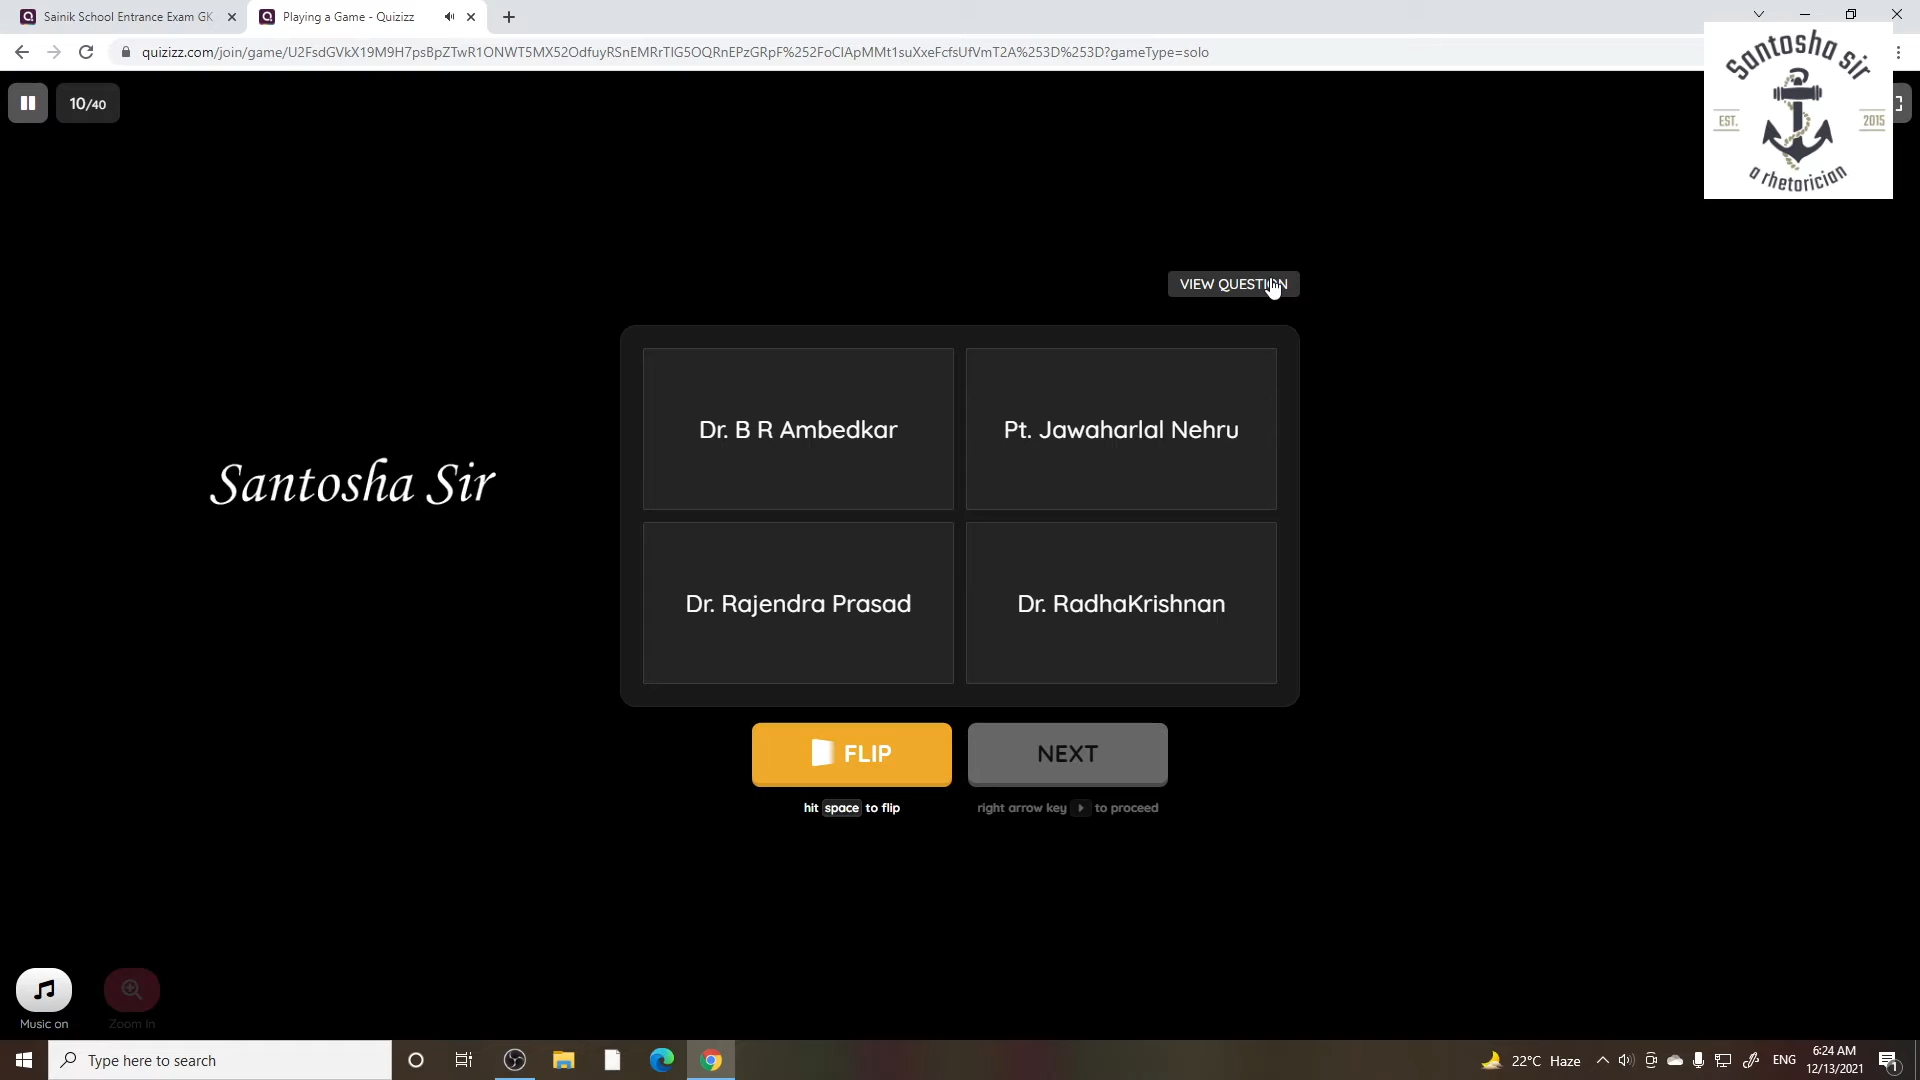 Sainik School Entrance Exam GK
Playing a Game - Quizizz
quizizz.com/join/game/U2FsdGVkX19M9H7psBpZTwR1ONWT5MX52OdfuyRSnEMRrTIG5OQRnEPzGRpF%252FoCIApMMt1suXxeFcfsUfVmT2A%253D%253D?gameType=solo
Santosha sir
EST. 2015
a rhetorician
10/40
VIEW QUESTION
Dr. B R Ambedkar
Pt. Jawaharlal Nehru
Santosha Sir
Dr. Rajendra Prasad
Dr. RadhaKrishnan
FLIP
NEXT
hit space to flip
right arrow key to proceed
Music on
Zoom In
Type here to search
22°C Haze
ENG
6:24 AM
12/13/2021
1